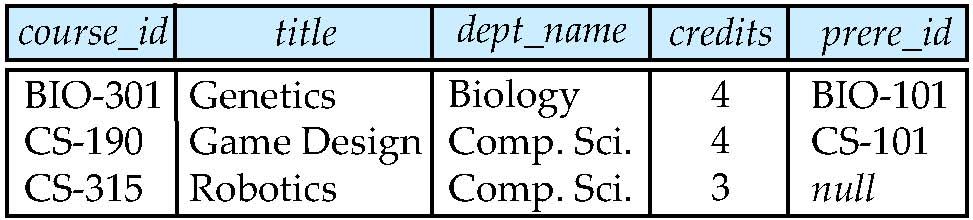 course_id title dept_name credits prere_id
BIO-301 Genetics Biology 4 BIO-101
CS-190 Game Design Comp. Sci. 4 CS-101
CS-315 Robotics Comp. Sci. 3 null